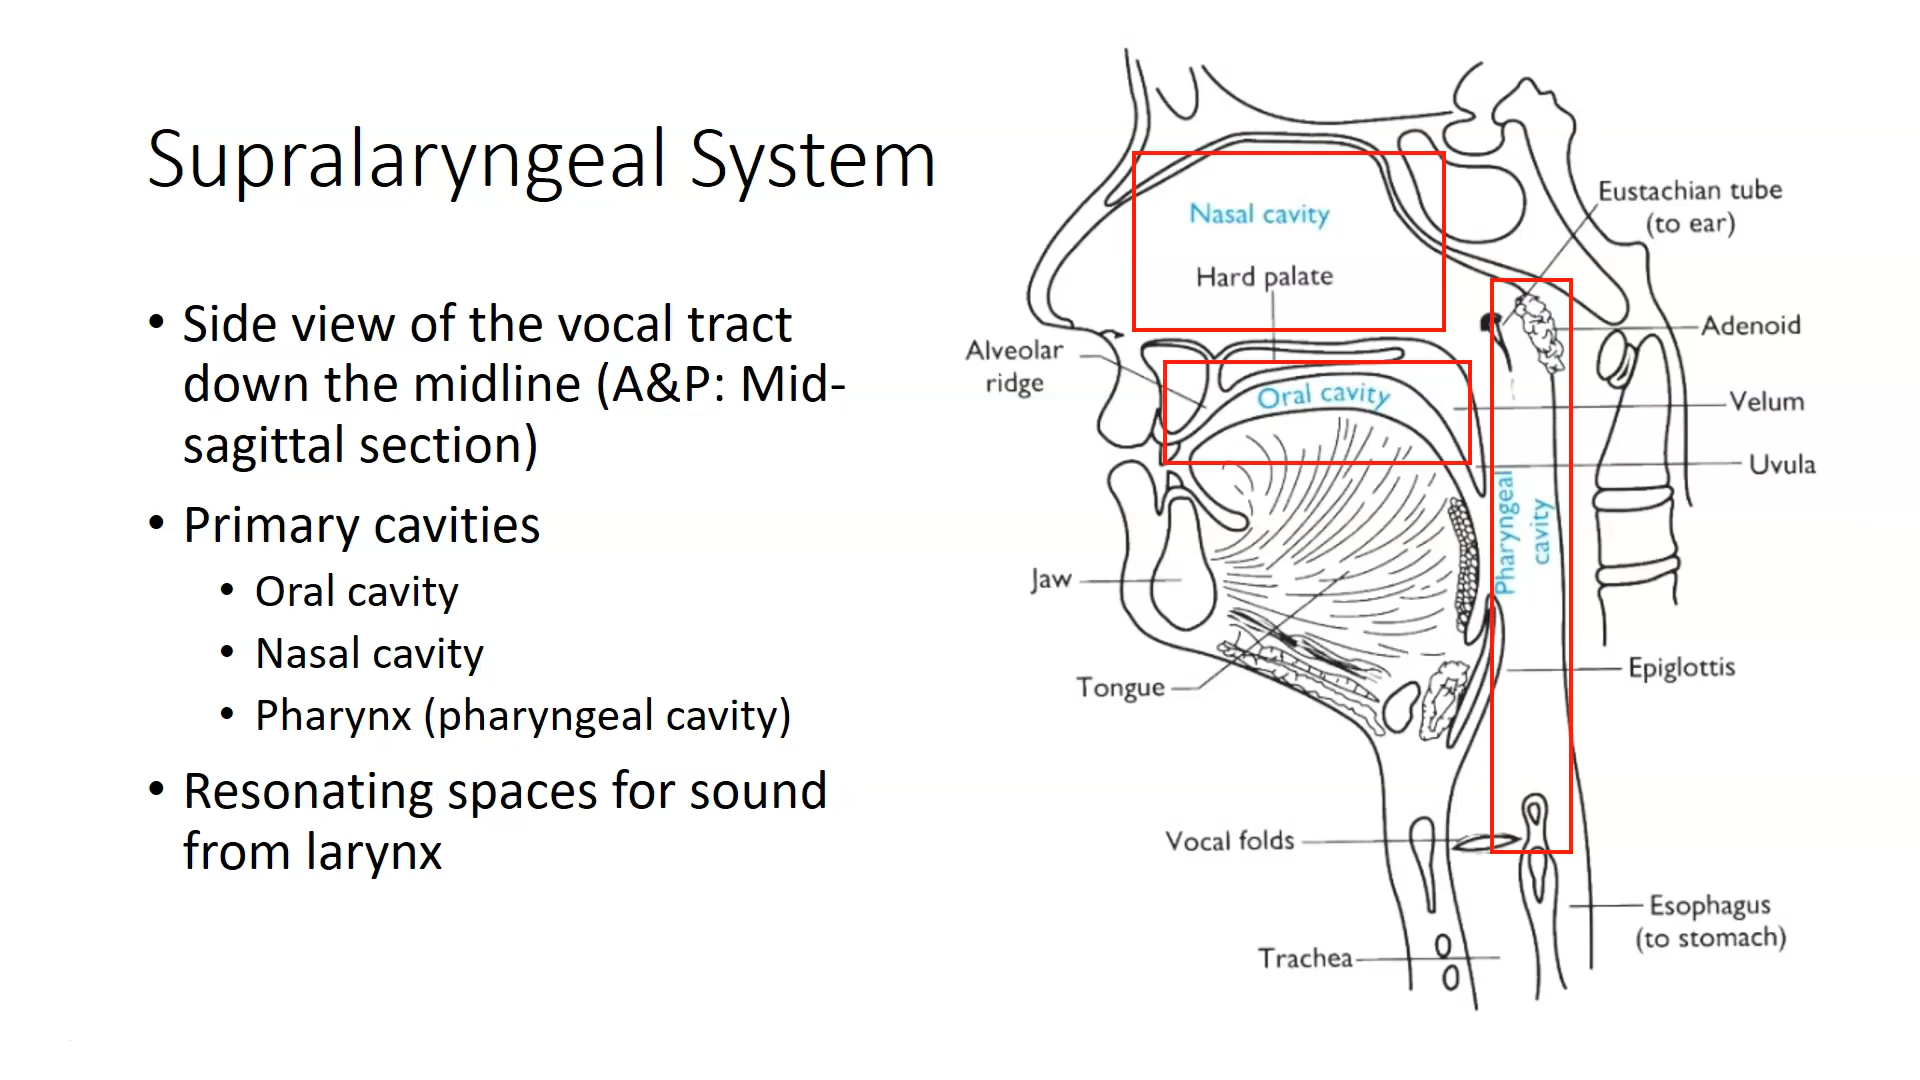 Supralaryngeal System
• Side view of the vocal tract
down the midline (A&P: Mid-
sagittal section)
• Primary cavities
• Oral cavity
• Nasal cavity
• Pharynx (pharyngeal cavity)
• Resonating spaces for sound
from larynx
Nasal cavity
Hard palate
Eustachian tube
(to ear)
Adenoid
Alveolar
ridge
Oral cavity
Velum
Uvula
Pharyngeal
cavity
Jaw
Tongue
Epiglottis
Vocal folds
Esophagus
(to stomach)
Trachea